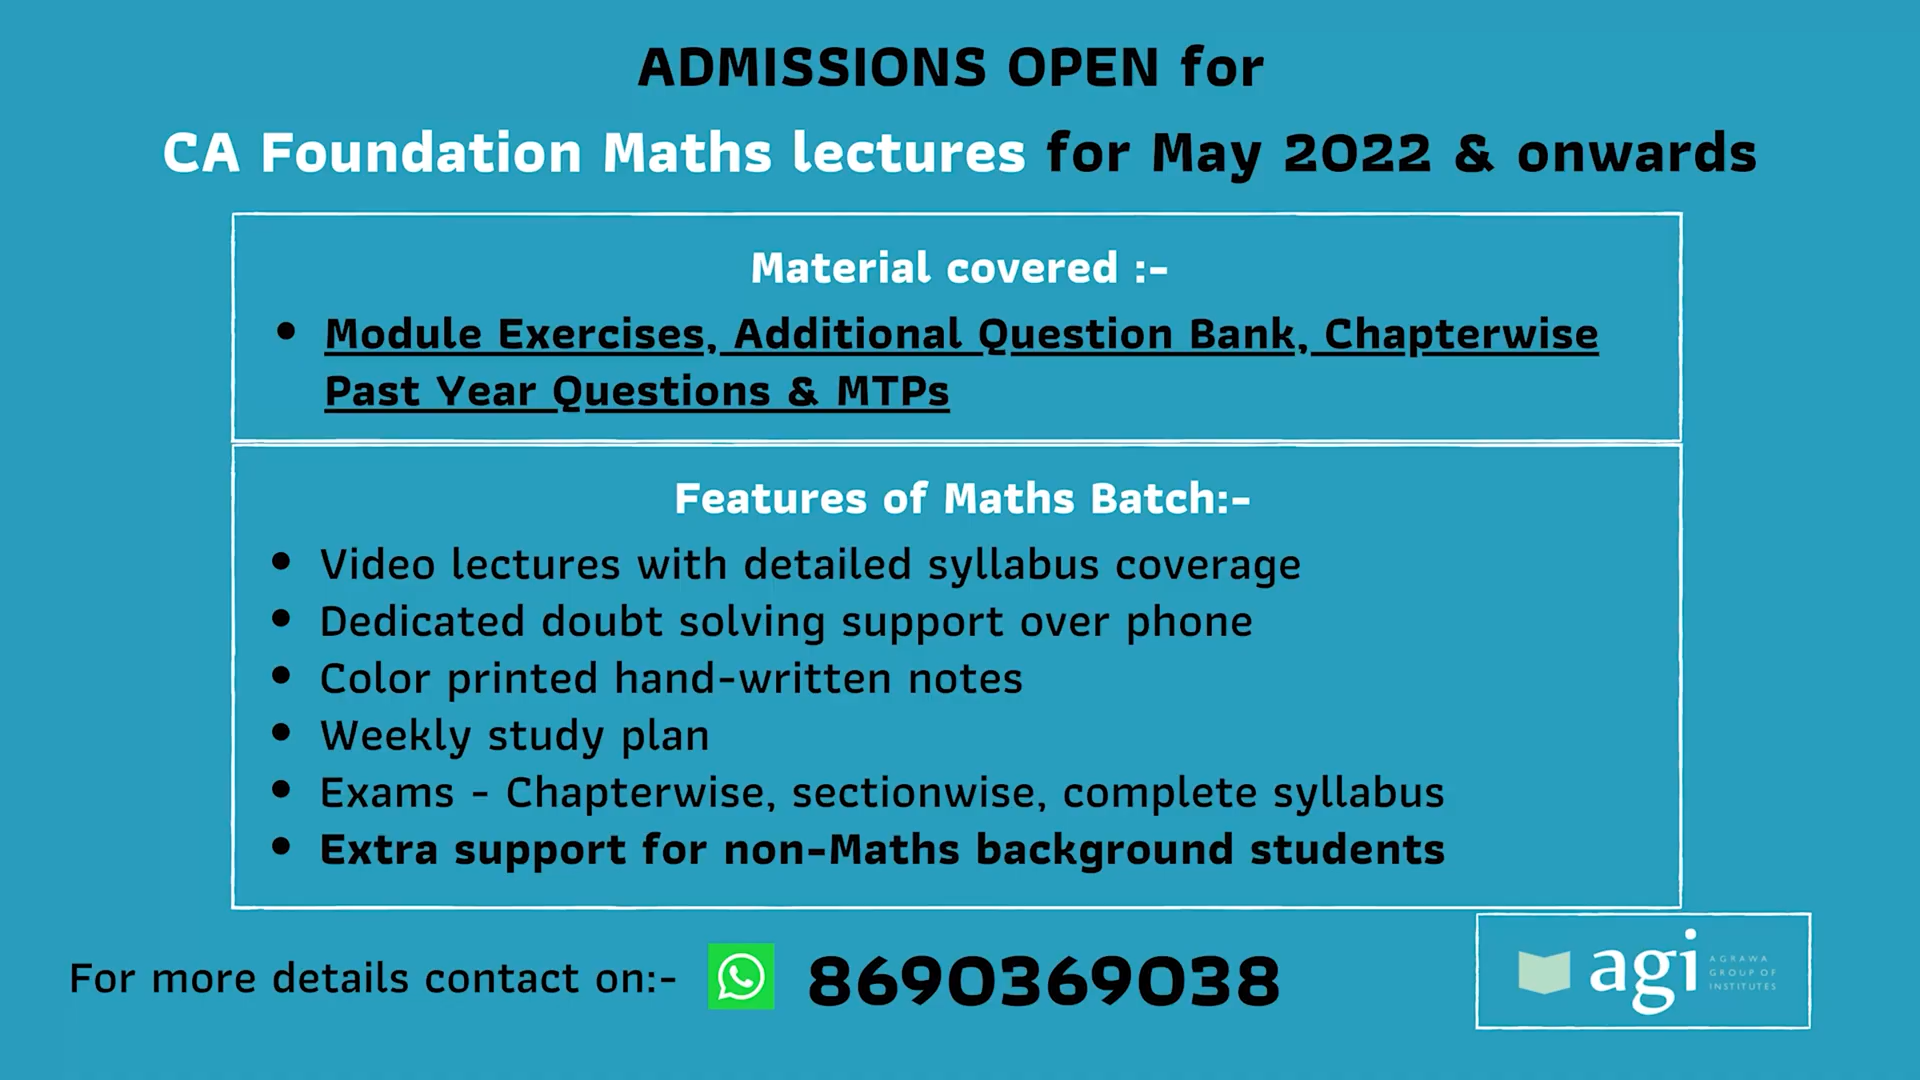 ADMISSIONS OPEN for
CA Foundation Maths lectures for May 2022 & onwards
Material covered :-
• Module Exercises, Additional Question Bank, Chapterwise
Past Year Questions & MTPs
Features of Maths Batch:-
• Video lectures with detailed syllabus coverage
• Dedicated doubt solving support over phone
• Color printed hand-written notes
• Weekly study plan
• Exams - Chapterwise, sectionwise, complete syllabus
• Extra support for non-Maths background students
For more details contact on:- 8690369038
agi
AGRAWA
GROUP OF
INSTITUTES